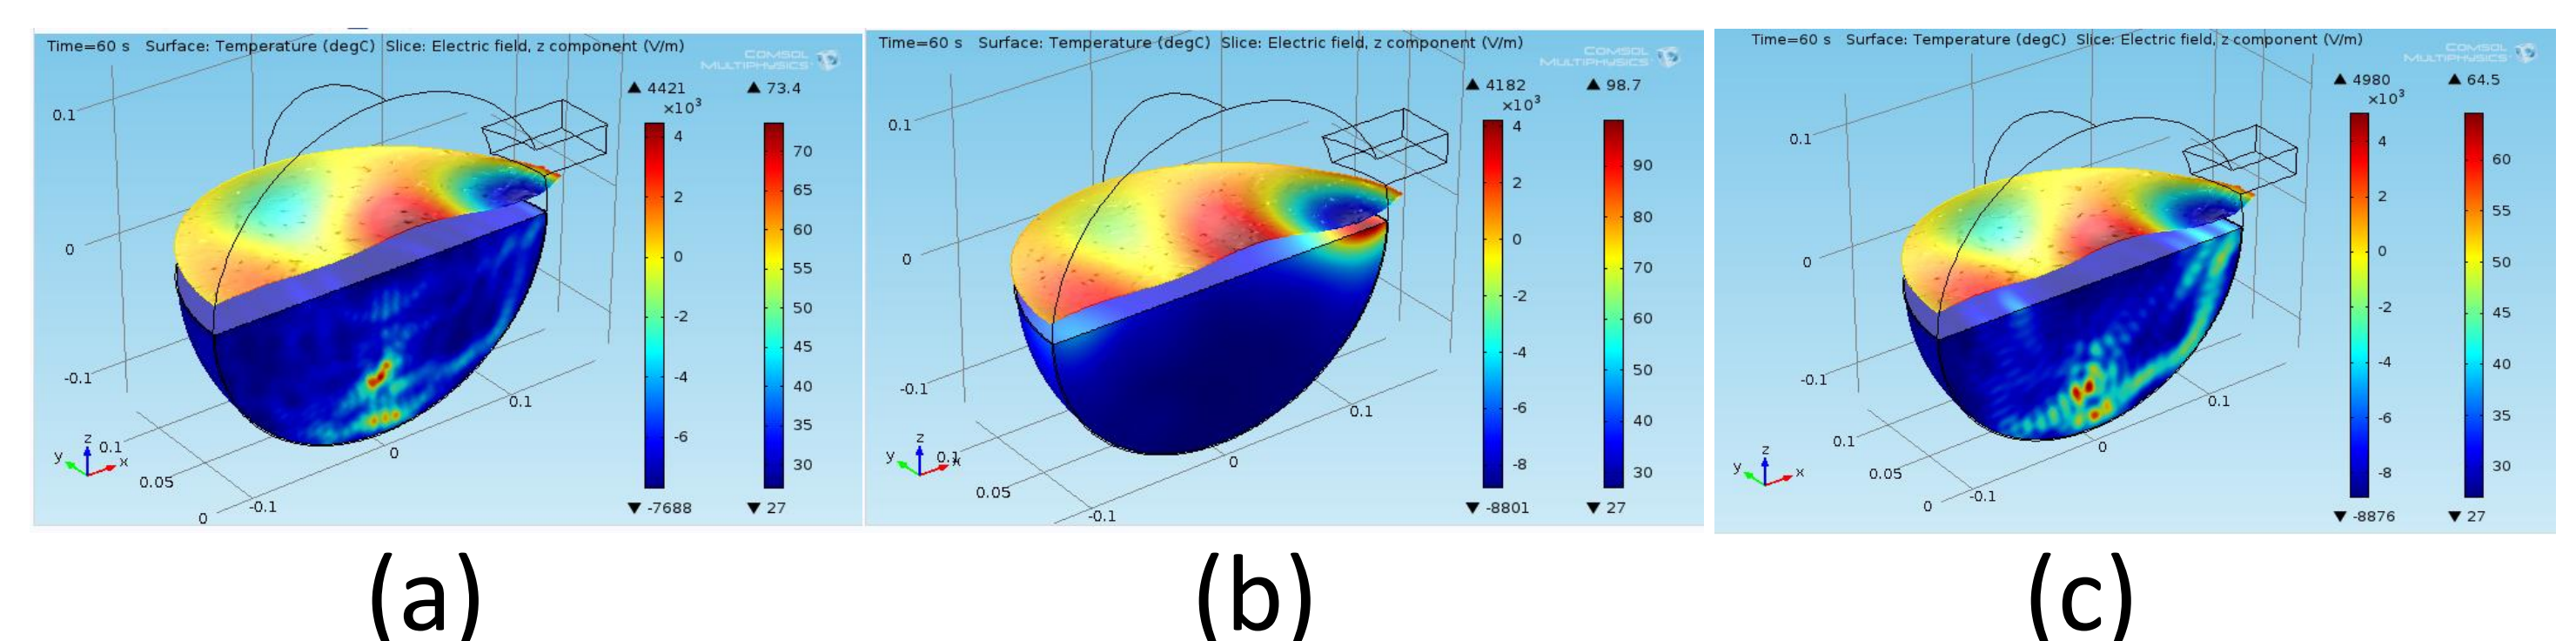 Time=60 s Surface: Temperature (degC) Slice: Electric field, z component (V/m)
COMSOL
MULTIPHYSICS
▲ 4421 ▲ 73.4
×10³
4
2
0
-2
-4
-6
70
65
60
55
50
45
40
35
30
▼ -7688 ▼ 27
0.1
0
-0.1
0.1
0.05
0
-0.1
0
0.1
z
y
x
(a)
Time=60 s Surface: Temperature (degC) Slice: Electric field, z component (V/m)
COMSOL
MULTIPHYSICS
▲ 4182 ▲ 98.7
×10³
4
2
0
-2
-4
-6
-8
90
80
70
60
50
40
30
▼ -8801 ▼ 27
0.1
0
-0.1
0.1
0.05
-0.1
0
0.1
z
y
x
(b)
Time=60 s Surface: Temperature (degC) Slice: Electric field, z component (V/m)
COMSOL
MULTIPHYSICS
▲ 4980 ▲ 64.5
×10³
4
2
0
-2
-4
-6
-8
60
55
50
45
40
35
30
▼ -8876 ▼ 27
0.1
0
-0.1
0.1
0.05
0
-0.1
0
0.1
z
y
x
(c)